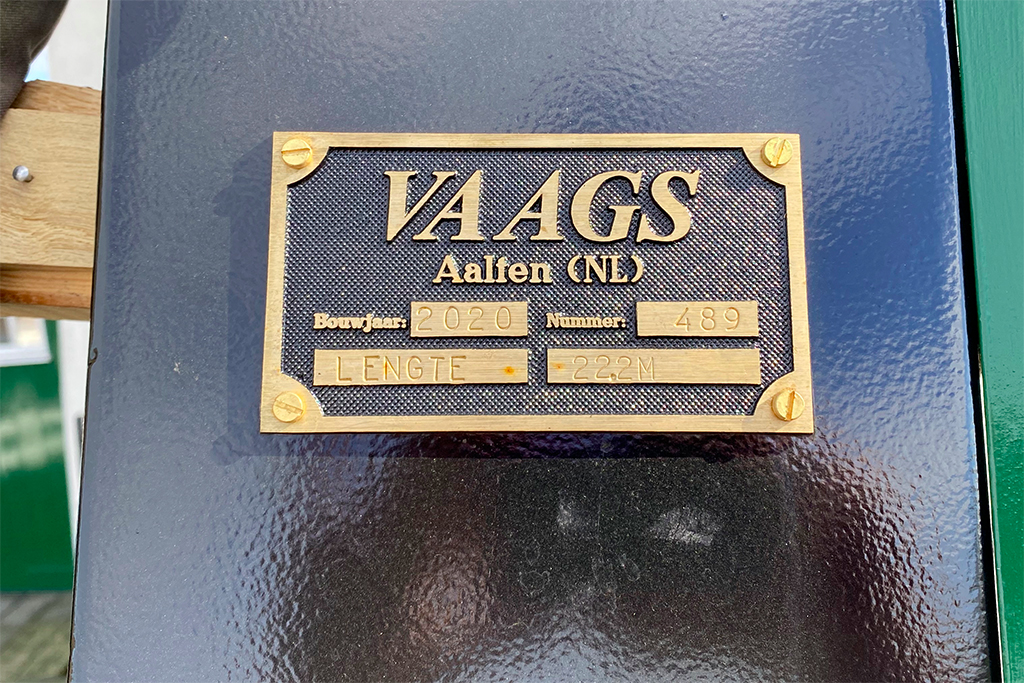 VAAGS
Aalten (NL)
Bouwjaar: 2020 Nummer: 489
LENGTE 22.2M